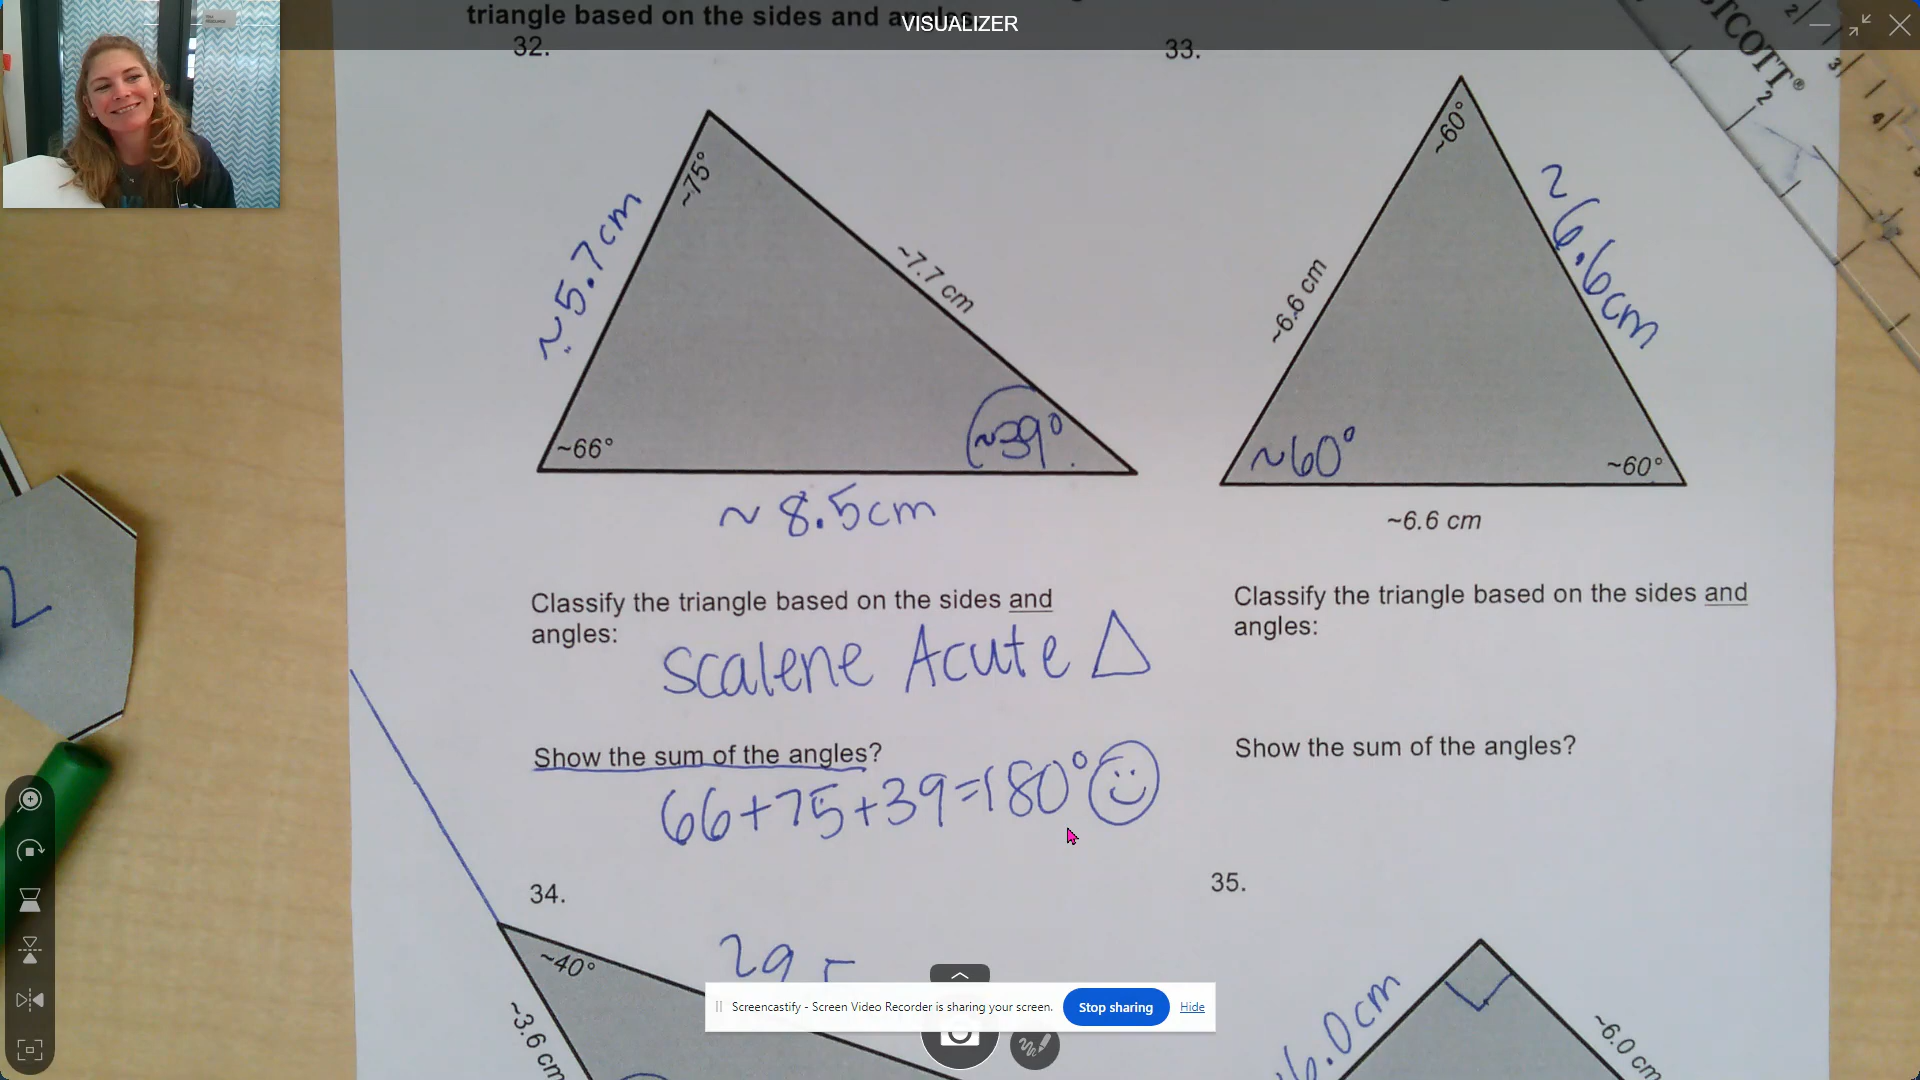 triangle based on the sides and angles
VISUALIZER
32.
33.
~75°
~5.7cm
~7.7 cm
~66°
~39°
~8.5cm
~60°
~6.6 cm
~6.6cm
~60°
~60°
~6.6 cm
Classify the triangle based on the sides and
angles:
Scalene Acute △
Show the sum of the angles?
66+75+39=180°
Classify the triangle based on the sides and
angles:
Show the sum of the angles?
34.
~40°
~3.6 cm
35.
6.0cm
~6.0 cm
2
Screencastify - Screen Video Recorder is sharing your screen.
Stop sharing
Hide